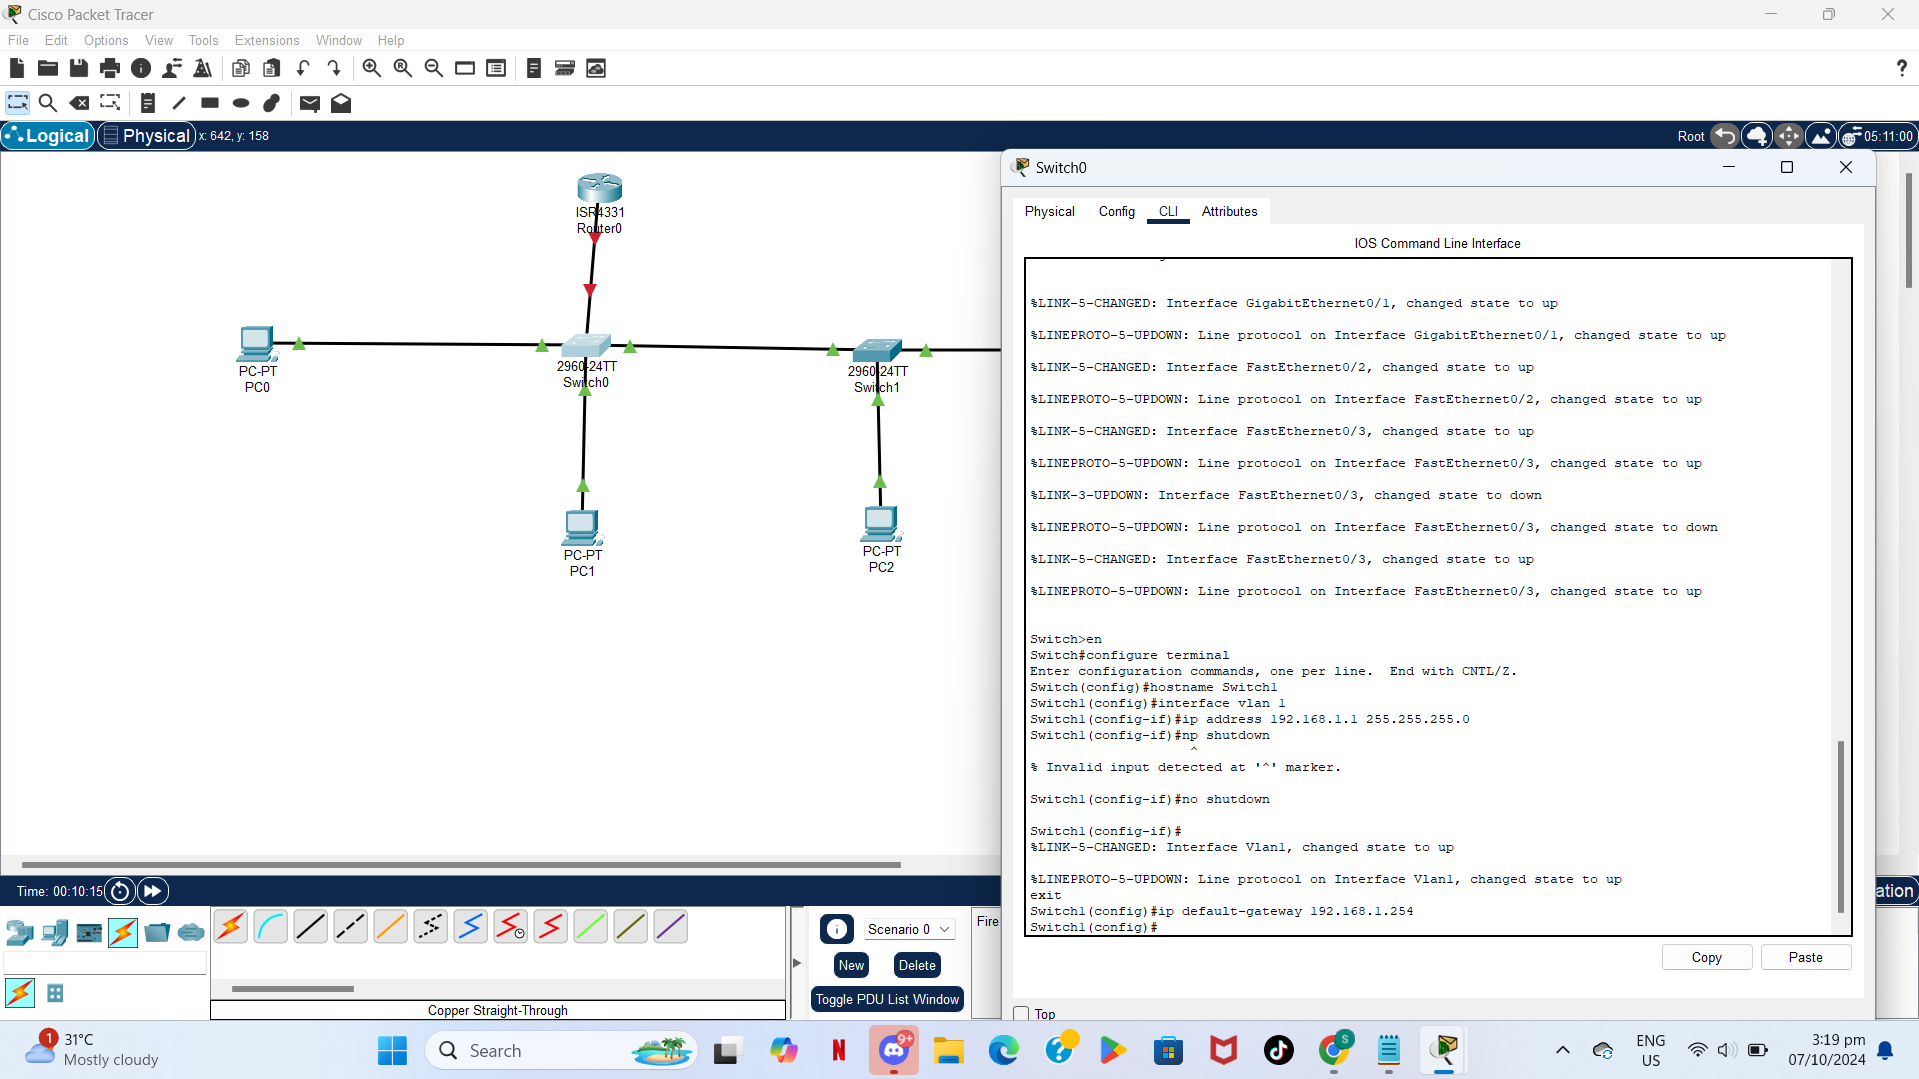 Cisco Packet Tracer
File Edit Options View Tools Extensions Window Help
?
Logical Physical x: 642, y: 158
Root 05:11:00
ISR4331
Router0
PC-PT
PC0
2960-24TT
Switch0
2960-24TT
Switch1
PC-PT
PC1
PC-PT
PC2
Switch0
Physical Config CLI Attributes
IOS Command Line Interface
%LINK-5-CHANGED: Interface GigabitEthernet0/1, changed state to up
%LINEPROTO-5-UPDOWN: Line protocol on Interface GigabitEthernet0/1, changed state to up
%LINK-5-CHANGED: Interface FastEthernet0/2, changed state to up
%LINEPROTO-5-UPDOWN: Line protocol on Interface FastEthernet0/2, changed state to up
%LINK-5-CHANGED: Interface FastEthernet0/3, changed state to up
%LINEPROTO-5-UPDOWN: Line protocol on Interface FastEthernet0/3, changed state to up
%LINK-3-UPDOWN: Interface FastEthernet0/3, changed state to down
%LINEPROTO-5-UPDOWN: Line protocol on Interface FastEthernet0/3, changed state to down
%LINK-5-CHANGED: Interface FastEthernet0/3, changed state to up
%LINEPROTO-5-UPDOWN: Line protocol on Interface FastEthernet0/3, changed state to up
Switch>en
Switch#configure terminal
Enter configuration commands, one per line. End with CNTL/Z.
Switch(config)#hostname Switch1
Switch1(config)#interface vlan 1
Switch1(config-if)#ip address 192.168.1.1 255.255.255.0
Switch1(config-if)#np shutdown
^
% Invalid input detected at '^' marker.
Switch1(config-if)#no shutdown
Switch1(config-if)#
%LINK-5-CHANGED: Interface Vlan1, changed state to up
%LINEPROTO-5-UPDOWN: Line protocol on Interface Vlan1, changed state to up
exit
Switch1(config)#ip default-gateway 192.168.1.254
Switch1(config)#
Copy Paste
Top
Time: 00:10:15
ation
Scenario 0
Fire
New Delete
Toggle PDU List Window
Copper Straight-Through
1
31°C
Mostly cloudy
Search
N
9+
S
ENG
US
3:19 pm
07/10/2024